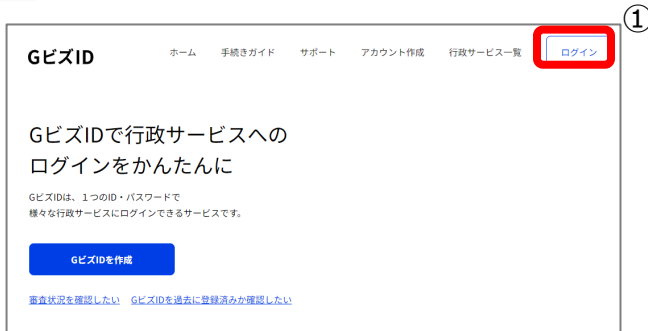 ①
GビズID
ホーム 手続きガイド サポート アカウント作成 行政サービス一覧 ログイン
GビズIDで行政サービスへの
ログインをかんたんに
GビズIDは、１つのID・パスワードで
様々な行政サービスにログインできるサービスです。
GビズIDを作成
審査状況を確認したい GビズIDを過去に登録済みか確認したい